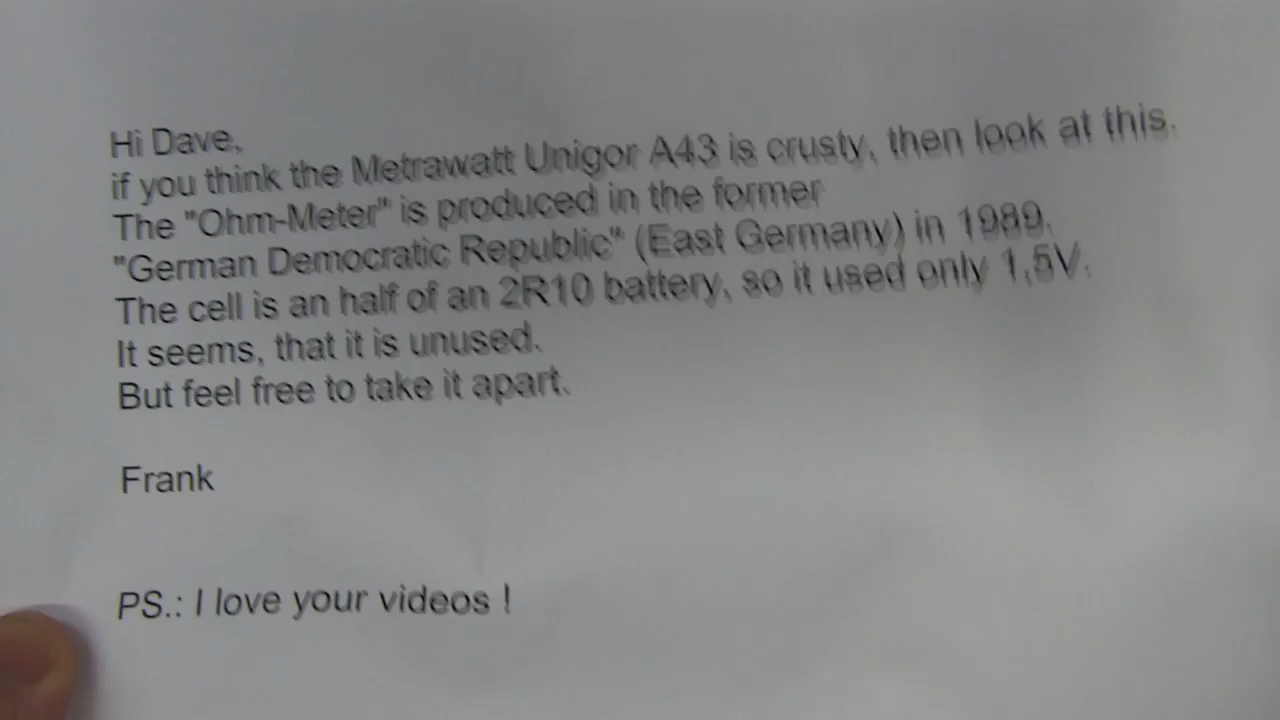 Hi Dave,
if you think the Metrawatt Unigor A43 is crusty, then look at this.
The "Ohm-Meter" is produced in the former
"German Democratic Republic" (East Germany) in 1989.
The cell is an half of an 2R10 battery, so it used only 1,5V.
It seems, that it is unused.
But feel free to take it apart.
Frank
PS.: I love your videos !